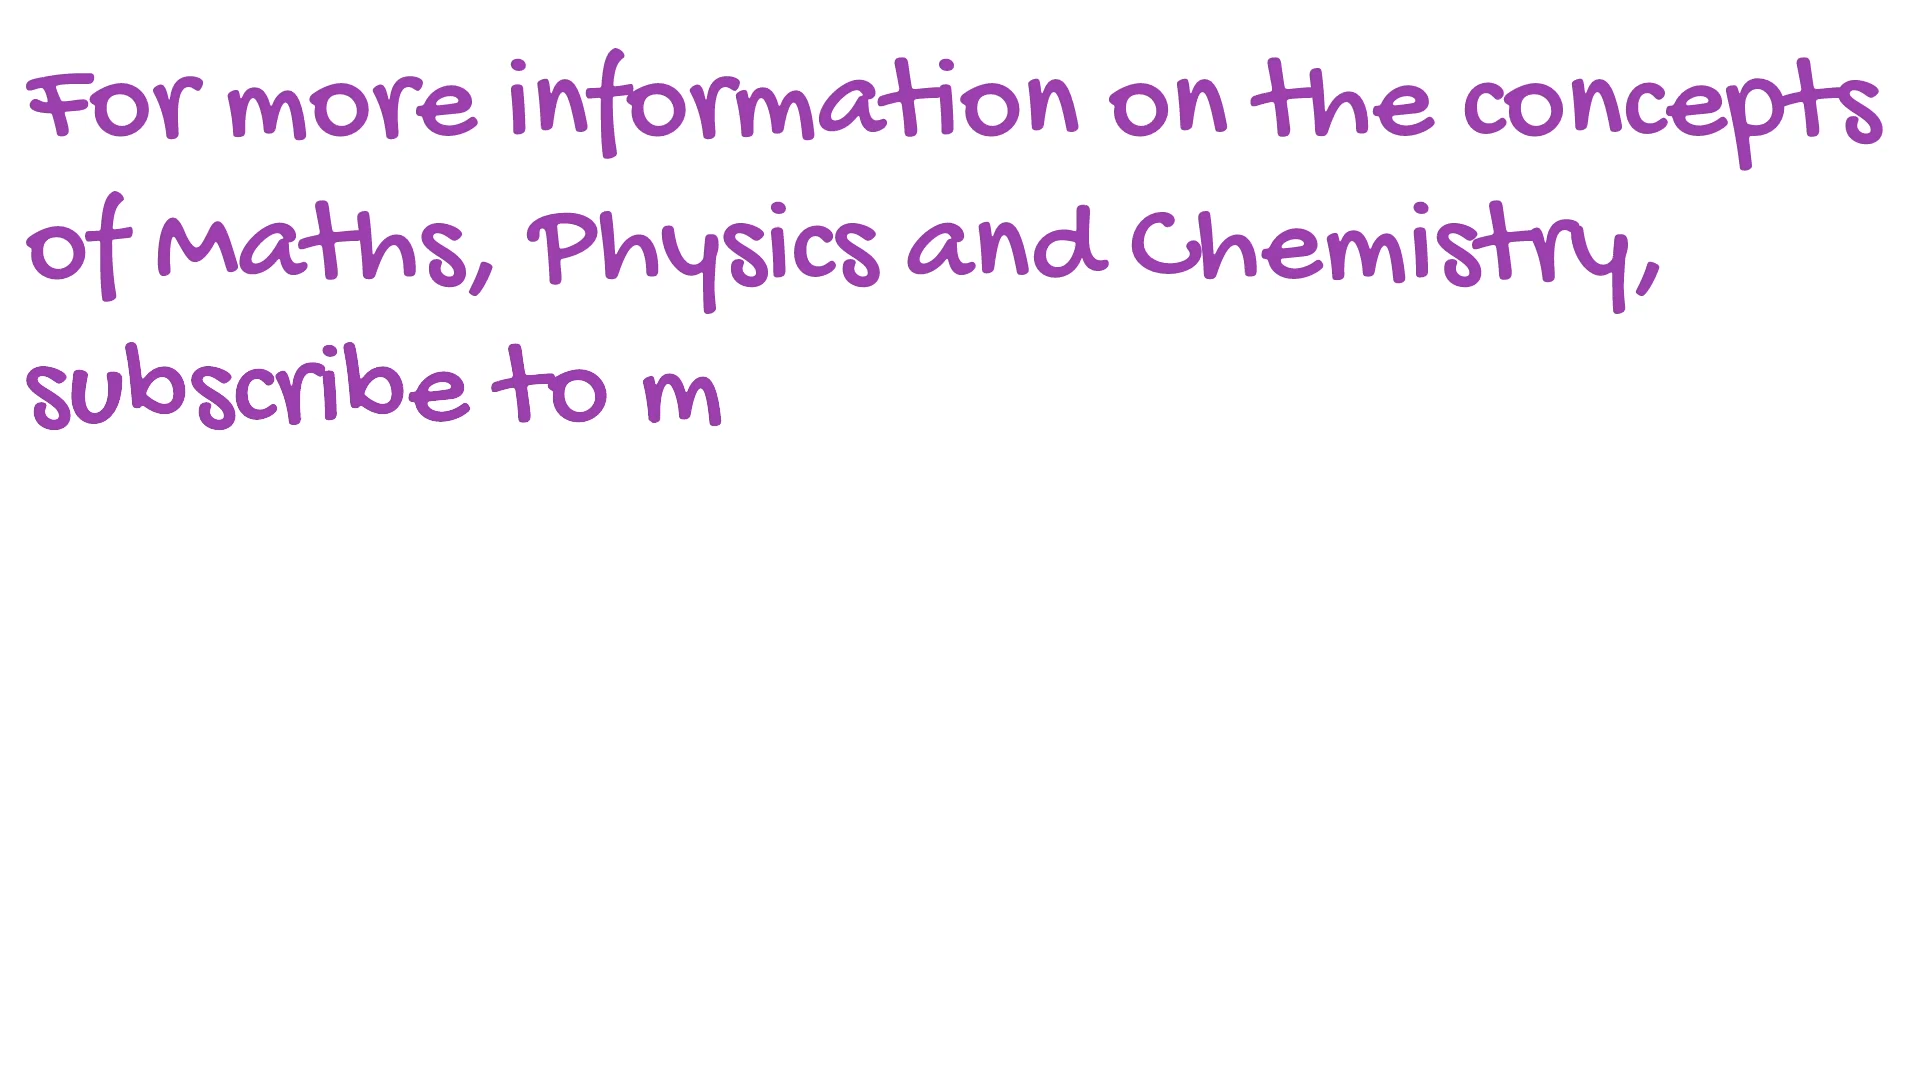 For more information on the concepts
of Maths, Physics and Chemistry,
subscribe to m